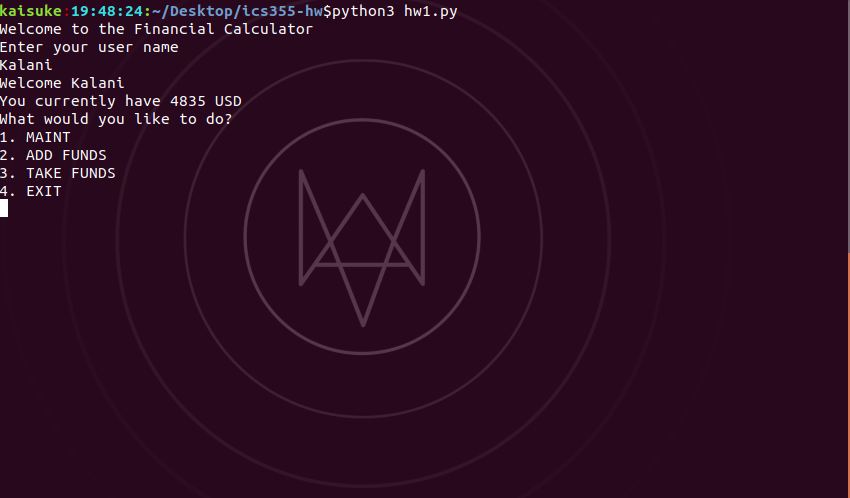 kaisuke:19:48:24:~/Desktop/ics355-hw$python3 hw1.py
Welcome to the Financial Calculator
Enter your user name
Kalani
Welcome Kalani
You currently have 4835 USD
What would you like to do?
1. MAINT
2. ADD FUNDS
3. TAKE FUNDS
4. EXIT